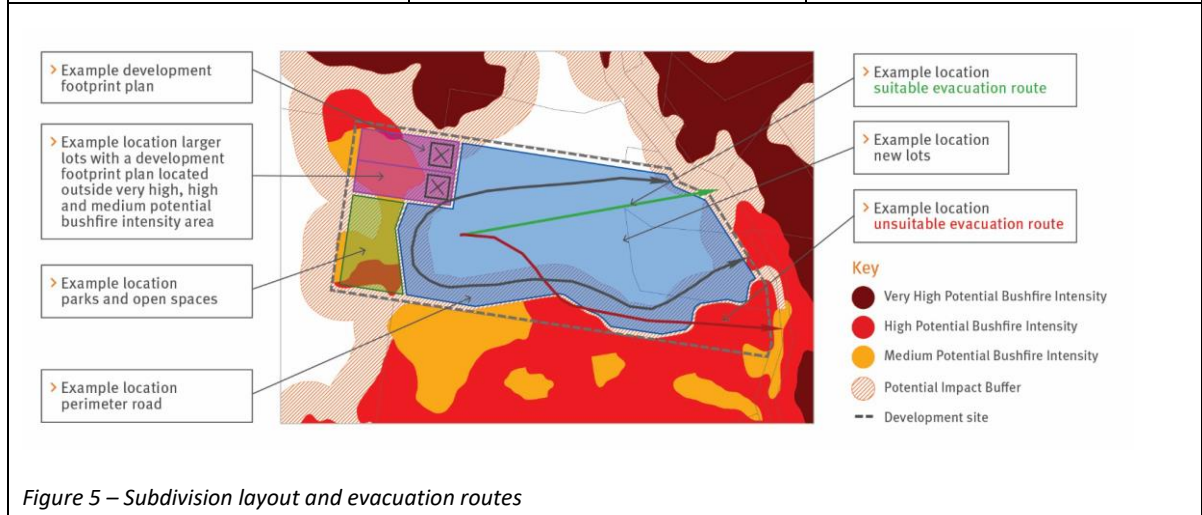 > Example development
footprint plan
> Example location larger
lots with a development
footprint plan located
outside very high, high
and medium potential
bushfire intensity area
> Example location
parks and open spaces
> Example location
perimeter road
> Example location
suitable evacuation route
> Example location
new lots
> Example location
unsuitable evacuation route
Key
Very High Potential Bushfire Intensity
High Potential Bushfire Intensity
Medium Potential Bushfire Intensity
Potential Impact Buffer
Development site
Figure 5 – Subdivision layout and evacuation routes